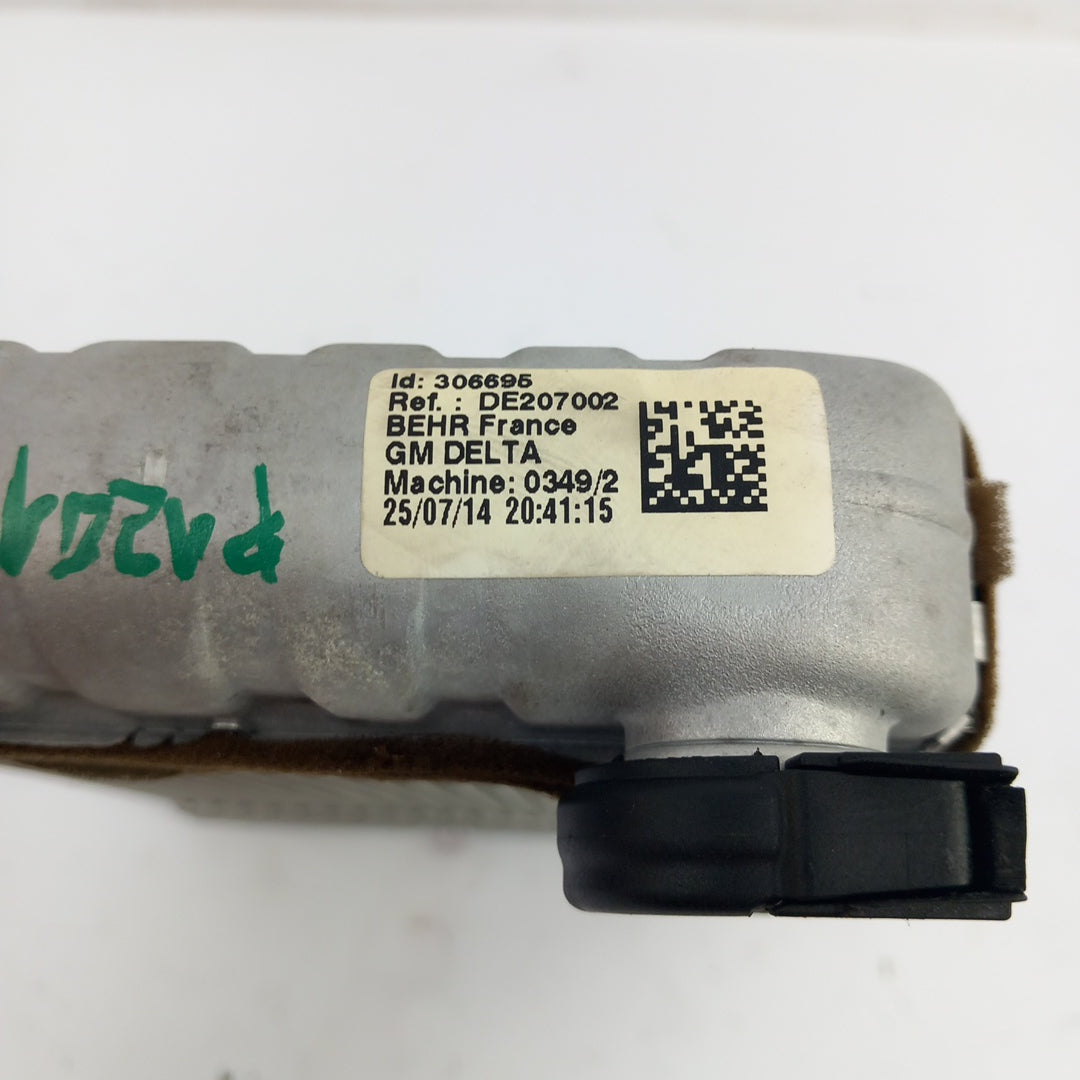 Id: 306695
Ref. : DE207002
BEHR France
GM DELTA
Machine: 0349/2
25/07/14 20:41:15